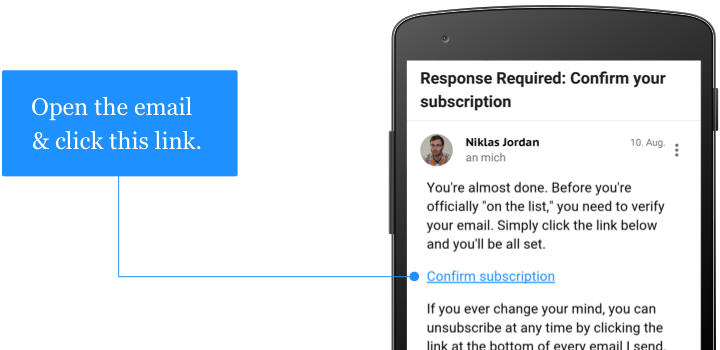 Open the email
& click this link.
Response Required: Confirm your
subscription
Niklas Jordan
10. Aug.
an mich
You're almost done. Before you're
officially "on the list," you need to verify
your email. Simply click the link below
and you'll be all set.
Confirm subscription
If you ever change your mind, you can
unsubscribe at any time by clicking the
link at the bottom of every email I send.